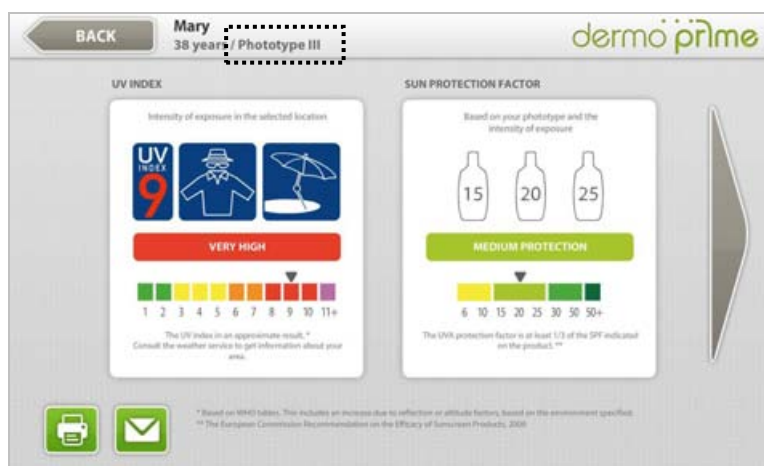 BACK
Mary
38 years / Phototype III
dermo prime
UV INDEX
Intensity of exposure in the selected location
UV
INDEX
9
VERY HIGH
1 2 3 4 5 6 7 8 9 10 11+
The UV index in an approximate result. *
Consult the weather service to get information about your
area.
SUN PROTECTION FACTOR
Based on your phototype and the
intensity of exposure
15 20 25
MEDIUM PROTECTION
6 10 15 20 25 30 50 50+
The UVA protection factor is at least 1/3 of the SPF indicated
on the product. **
* Based on WHO tables. This includes an increase due to reflection or altitude factors, based on the environment specified.
** The European Commission Recommendation on the Efficacy of Sunscreen Products, 2006